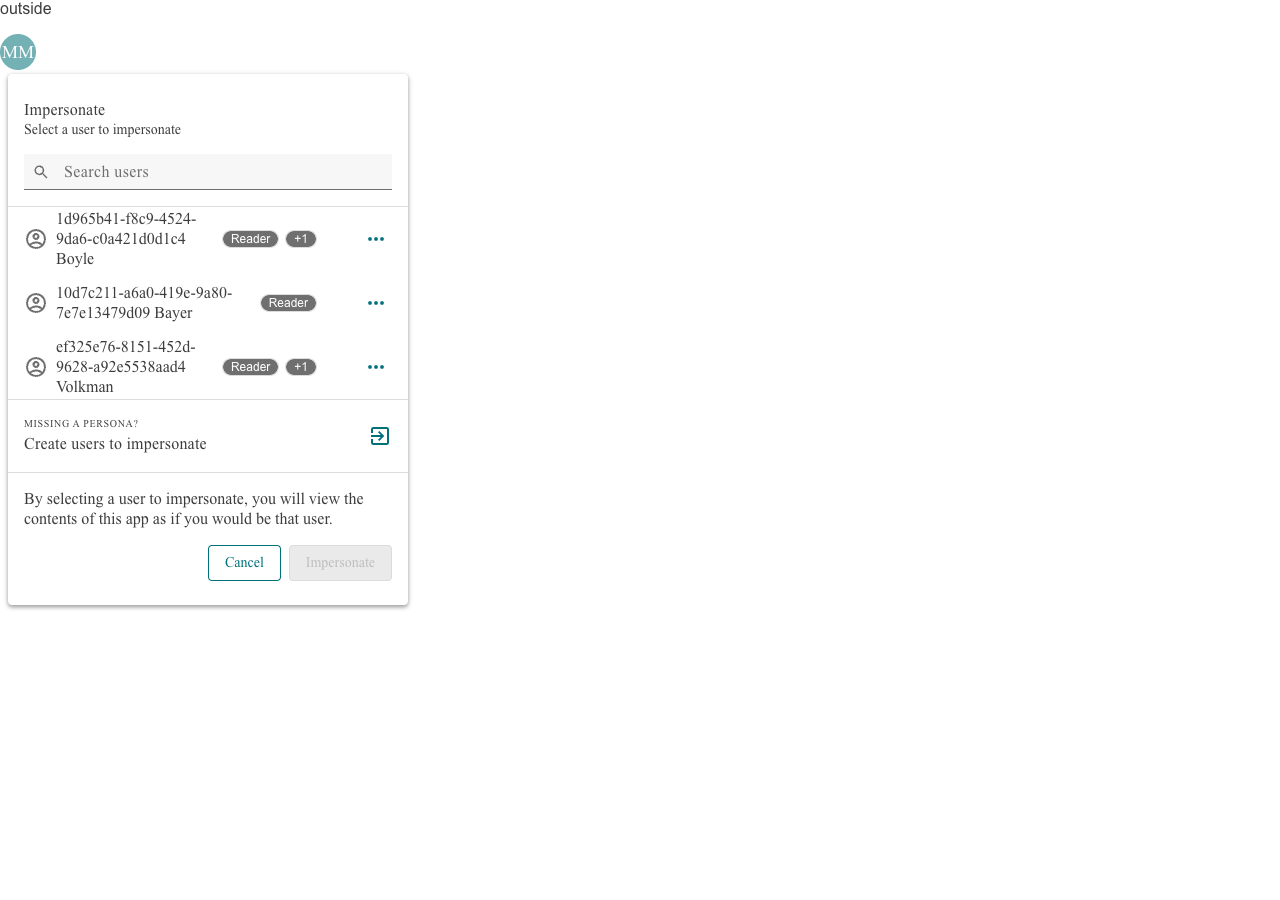 outside
MM
Impersonate
Select a user to impersonate
Search users
1d965b41-f8c9-4524-
9da6-c0a421d0d1c4
Boyle
Reader +1
10d7c211-a6a0-419e-9a80-
7e7e13479d09 Bayer
Reader
ef325e76-8151-452d-
9628-a92e5538aad4
Volkman
Reader +1
MISSING A PERSONA?
Create users to impersonate
By selecting a user to impersonate, you will view the
contents of this app as if you would be that user.
Cancel Impersonate